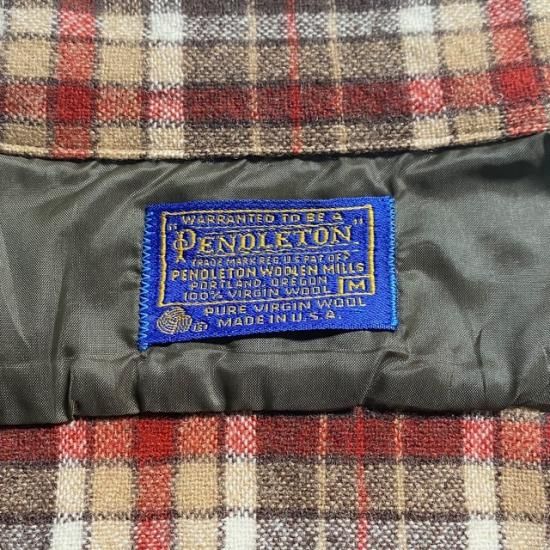 WARRANTED TO BE A
"PENDLETON"
TRADE MARK REG. U.S. PAT. OFF.
PENDLETON WOOLEN MILLS
PORTLAND, OREGON
100% VIRGIN WOOL M
PURE VIRGIN WOOL
MADE IN U.S.A.